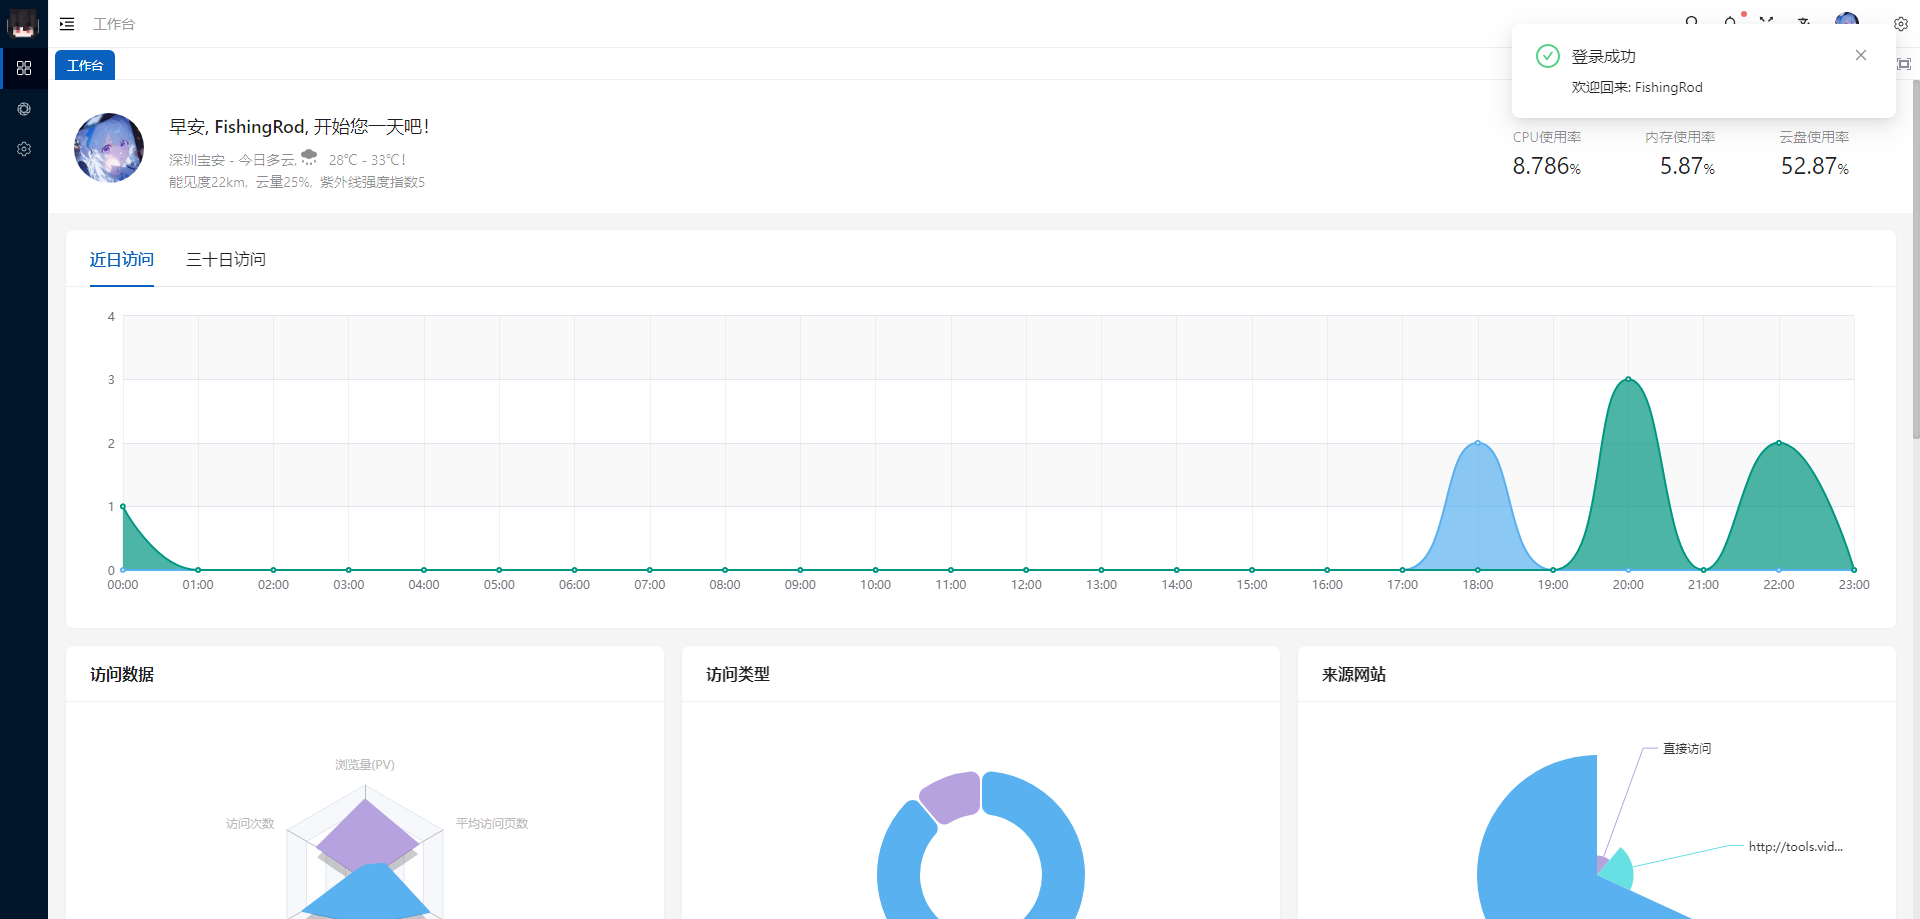 工作台
工作台
登录成功
欢迎回来: FishingRod
早安, FishingRod, 开始您一天吧!
深圳宝安 - 今日多云, 28℃ - 33℃!
能见度22km, 云量25%, 紫外线强度指数5
CPU使用率 内存使用率 云盘使用率
8.786% 5.87% 52.87%
近日访问 三十日访问
4
3
2
1
0
00:00 01:00 02:00 03:00 04:00 05:00 06:00 07:00 08:00 09:00 10:00 11:00 12:00 13:00 14:00 15:00 16:00 17:00 18:00 19:00 20:00 21:00 22:00 23:00
访问数据
浏览量(PV)
访问次数 平均访问页数
访问类型
来源网站
直接访问
http://tools.vid...